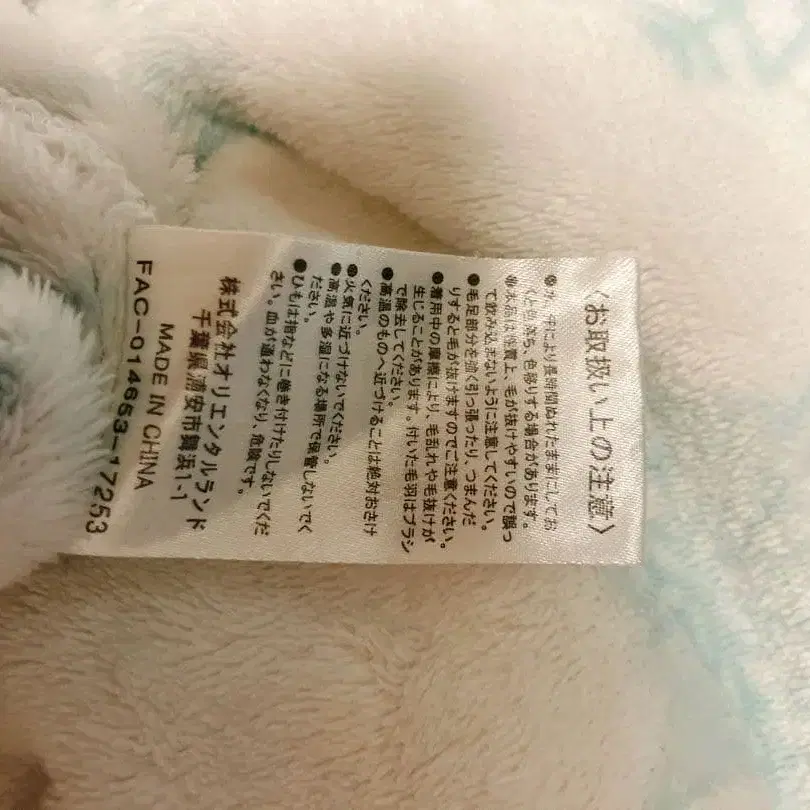 〈お取扱い上の注意〉
●水、汗により長時間ぬれたままにしてお
くと色落ち、色移りする場合があります。
●本品は性質上、毛が抜けやすいので誤っ
て飲み込まないように注意してください。
●毛足部分を強く引っ張ったり、つまんだ
りすると毛が抜けますのでご注意ください。
●着用中の摩擦により、毛乱れや毛抜けが
生じることがあります。付いた毛羽はブラシ
で除去してください。
●高温のものへ近づけることは絶対おさけ
ください。
●火気に近づけないでください。
●高温や多湿になる場所で保管しないでく
ださい。
●ひもは指などに巻き付けたりしないでくだ
さい。血が通わなくなり、危険です。
株式会社オリエンタルランド
千葉県浦安市舞浜1-1
MADE IN CHINA
FAC-014653-17253